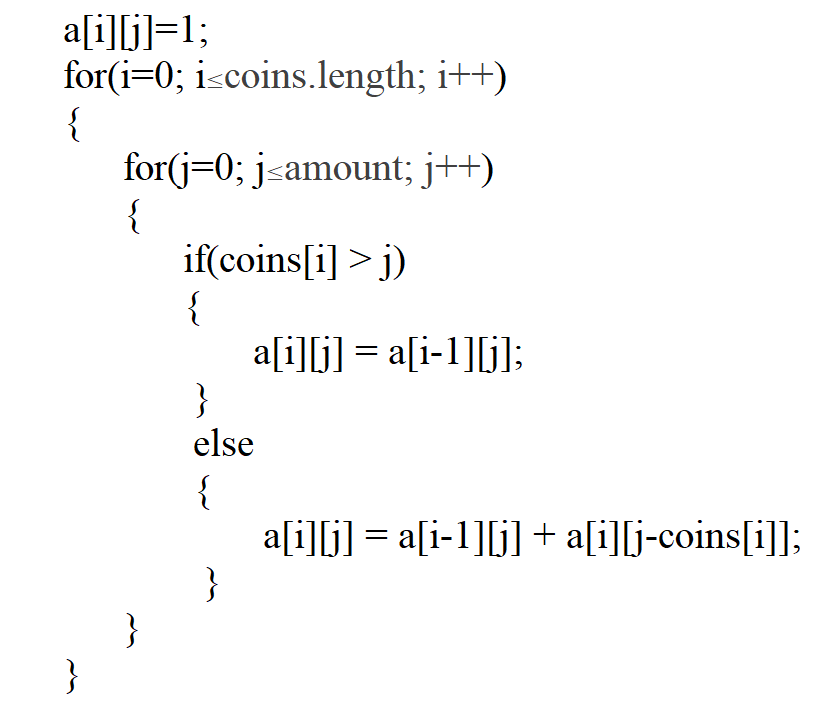 a[i][j]=1;
for(i=0; i≤coins.length; i++)
{
for(j=0; j≤amount; j++)
{
if(coins[i] > j)
{
a[i][j] = a[i-1][j];
}
else
{
a[i][j] = a[i-1][j] + a[i][j-coins[i]];
}
}
}